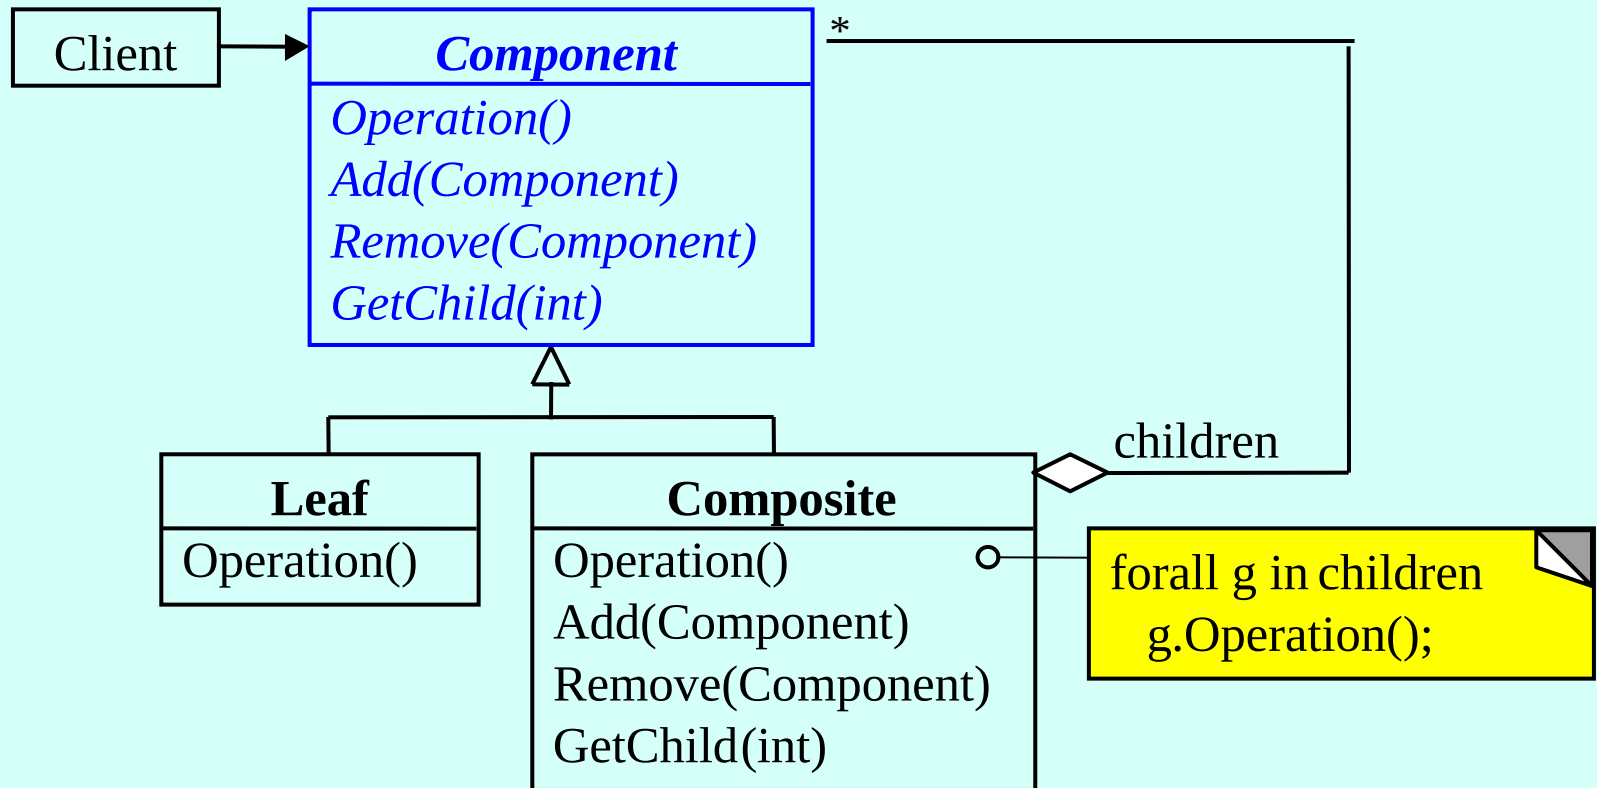 Client
Component
*
Operation()
Add(Component)
Remove(Component)
GetChild(int)
children
Leaf
Operation()
Composite
Operation()
Add(Component)
Remove(Component)
GetChild(int)
forall g in children
g.Operation();